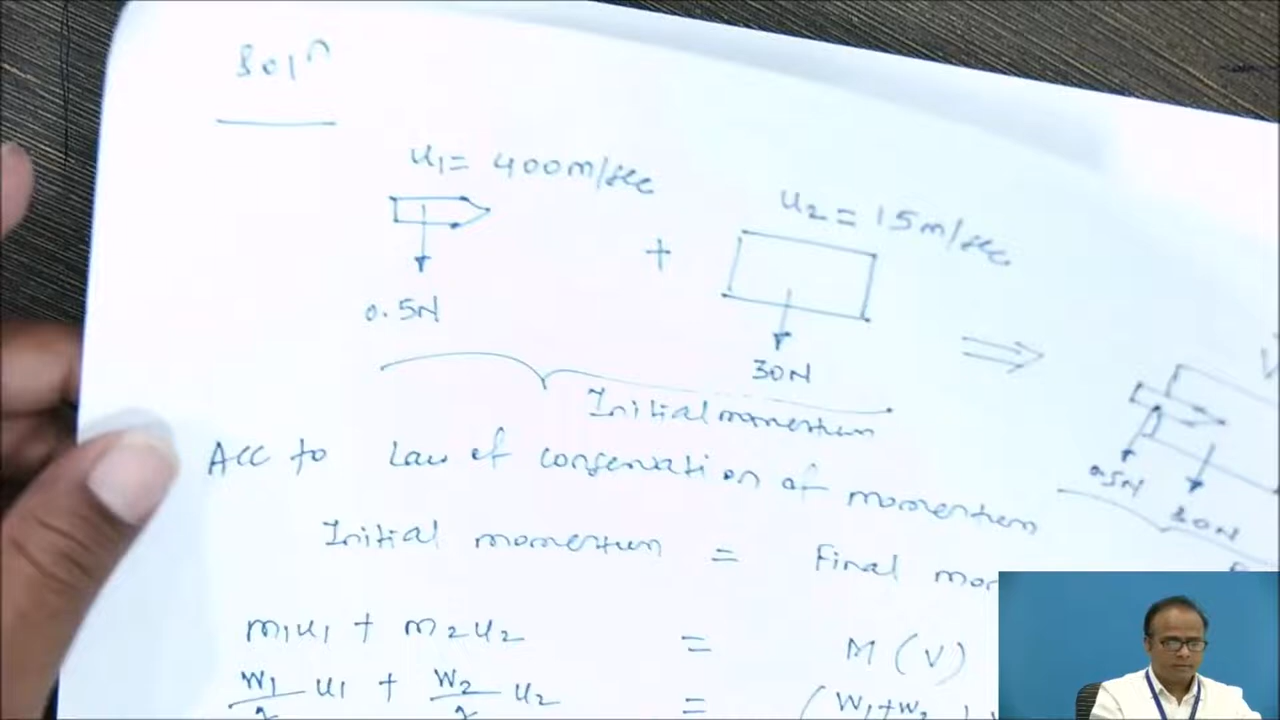 Solⁿ
u₁ = 400m/sec
u₂ = 15m/sec
+
0.5N
30N
⇒
V
Initial momentum
0.5N
30N
Acc to Law of conservation of momentum
Initial momentum = Final mom
m₁u₁ + m₂u₂ = M (V)
W₁ u₁ + W₂ u₂ = (W₁+W₂)